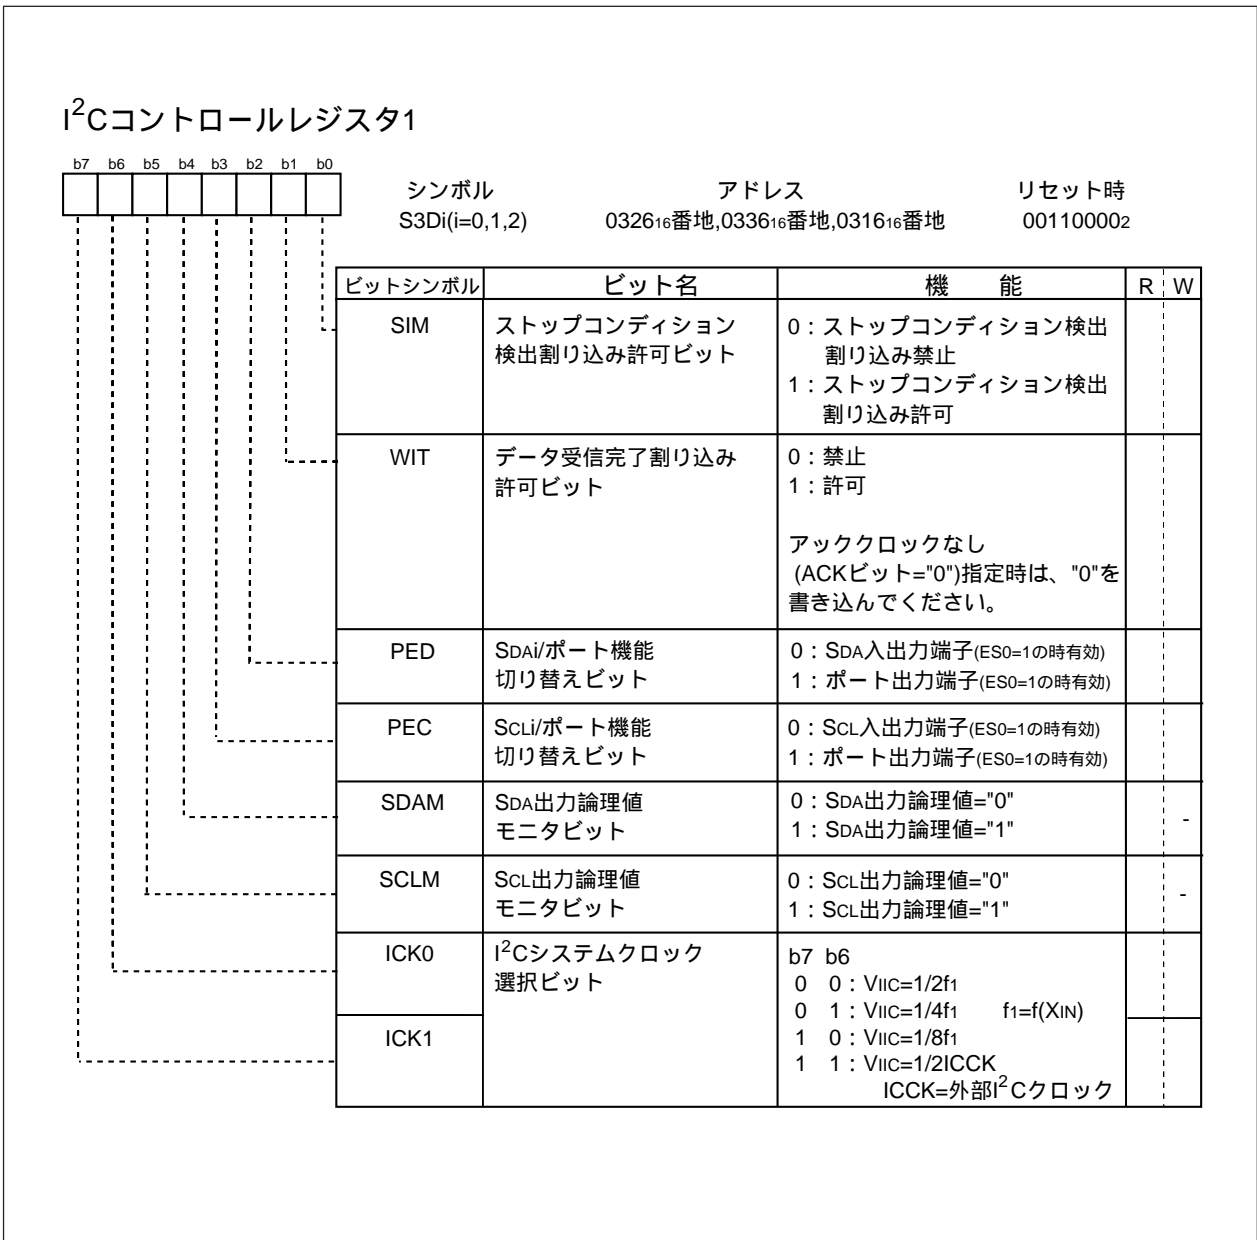 I²Cコントロールレジスタ1
b7 b6 b5 b4 b3 b2 b1 b0
シンボル アドレス リセット時
S3Di(i=0,1,2) 0326₁₆番地,0336₁₆番地,0316₁₆番地 00110000₂
ビットシンボル ビット名 機 能 R W
SIM ストップコンディション 0：ストップコンディション検出
検出割り込み許可ビット 割り込み禁止
1：ストップコンディション検出
割り込み許可
WIT データ受信完了割り込み 0：禁止
許可ビット 1：許可
アッククロックなし
(ACKビット="0")指定時は、"0"を
書き込んでください。
PED SDAi/ポート機能 0：SDA入出力端子(ES0=1の時有効)
切り替えビット 1：ポート出力端子(ES0=1の時有効)
PEC SCLi/ポート機能 0：SCL入出力端子(ES0=1の時有効)
切り替えビット 1：ポート出力端子(ES0=1の時有効)
SDAM SDA出力論理値 0：SDA出力論理値="0"
モニタビット 1：SDA出力論理値="1" -
SCLM SCL出力論理値 0：SCL出力論理値="0"
モニタビット 1：SCL出力論理値="1" -
ICK0 I²Cシステムクロック b7 b6
選択ビット 0 0：VIIC=1/2f1
0 1：VIIC=1/4f1 f1=f(XIN)
ICK1 1 0：VIIC=1/8f1
1 1：VIIC=1/2ICCK
ICCK=外部I²Cクロック